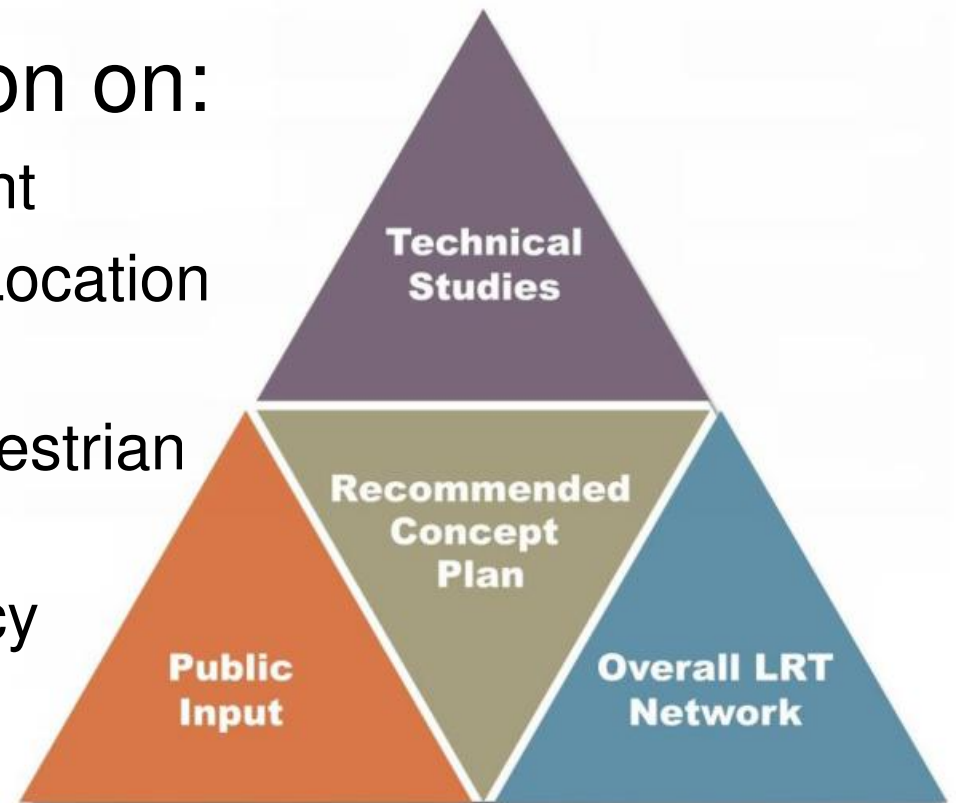 on on:
nt
Location
estrian
cy
Technical
Studies
Recommended
Concept
Plan
Public
Input
Overall LRT
Network